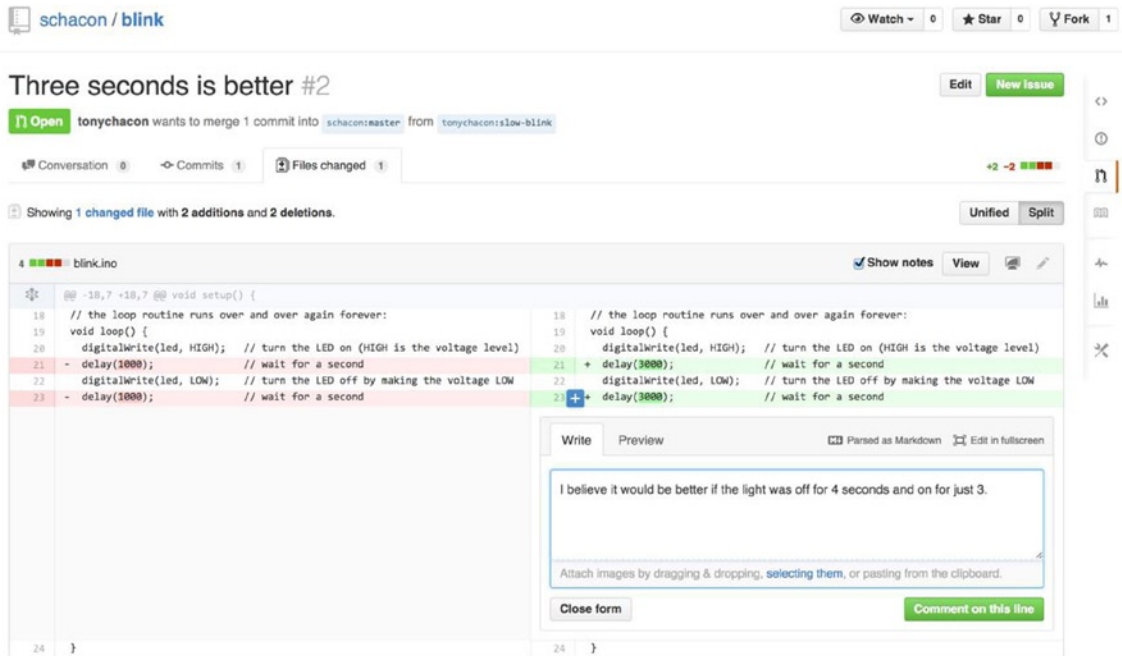 schacon / blink
Watch 0 Star 0 Fork 1
Three seconds is better #2
Edit New Issue
Open tonychacon wants to merge 1 commit into schacon:master from tonychacon:slow-blink
Conversation 0 Commits 1 Files changed 1 +2 −2
Showing 1 changed file with 2 additions and 2 deletions. Unified Split
4 blink.ino Show notes View
@@ -18,7 +18,7 @@ void setup() {
18 // the loop routine runs over and over again forever:
19 void loop() {
20 digitalWrite(led, HIGH); // turn the LED on (HIGH is the voltage level)
21 - delay(1000); // wait for a second
22 digitalWrite(led, LOW); // turn the LED off by making the voltage LOW
23 - delay(1000); // wait for a second
24 }
18 // the loop routine runs over and over again forever:
19 void loop() {
20 digitalWrite(led, HIGH); // turn the LED on (HIGH is the voltage level)
21 + delay(3000); // wait for a second
22 digitalWrite(led, LOW); // turn the LED off by making the voltage LOW
23 + delay(3000); // wait for a second
Write Preview Parsed as Markdown Edit in fullscreen
I believe it would be better if the light was off for 4 seconds and on for just 3.
Attach images by dragging & dropping, selecting them, or pasting from the clipboard.
Close form Comment on this line
24 }